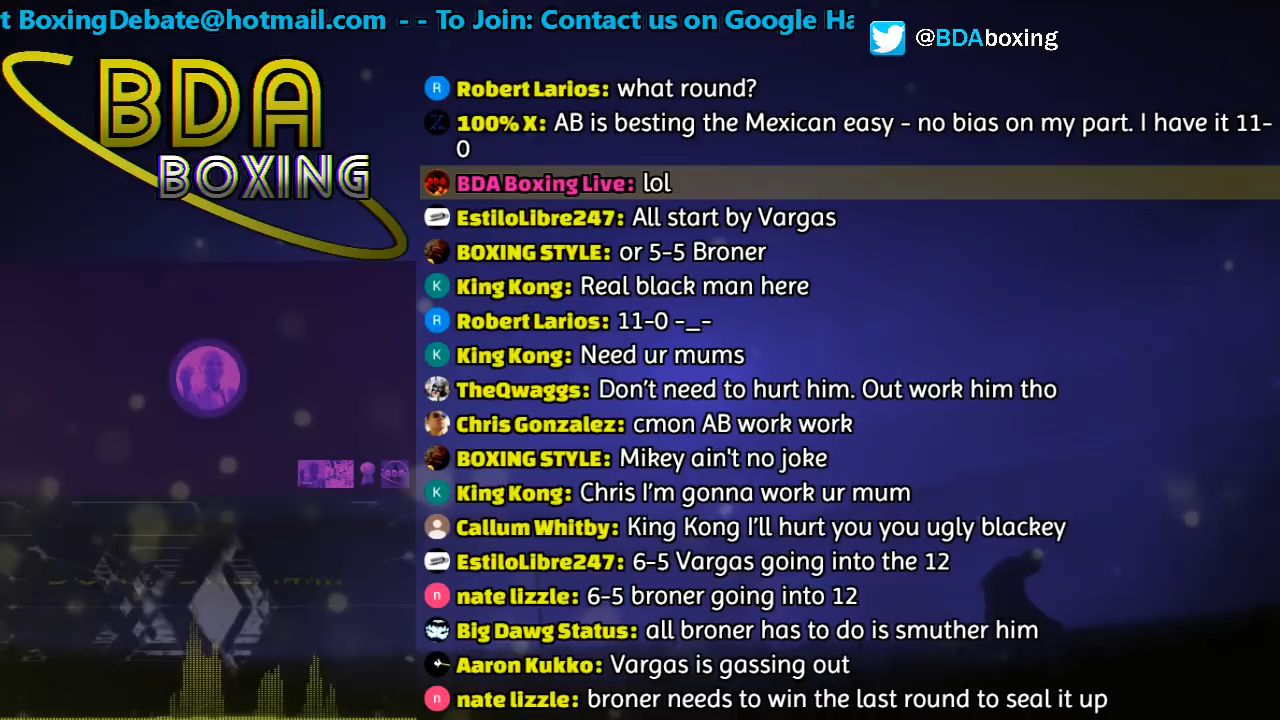 t BoxingDebate@hotmail.com - - To Join: Contact us on Google Ha
@BDAboxing
BDA
BOXING
Robert Larios: what round?
100% X: AB is besting the Mexican easy - no bias on my part. I have it 11-
0
BDA Boxing Live: lol
EstiloLibre247: All start by Vargas
BOXING STYLE: or 5-5 Broner
King Kong: Real black man here
Robert Larios: 11-0 -_-
King Kong: Need ur mums
TheQwaggs: Don't need to hurt him. Out work him tho
Chris Gonzalez: cmon AB work work
BOXING STYLE: Mikey ain't no joke
King Kong: Chris I'm gonna work ur mum
Callum Whitby: King Kong I'll hurt you you ugly blackey
EstiloLibre247: 6-5 Vargas going into the 12
nate lizzle: 6-5 broner going into 12
Big Dawg Status: all broner has to do is smuther him
Aaron Kukko: Vargas is gassing out
nate lizzle: broner needs to win the last round to seal it up